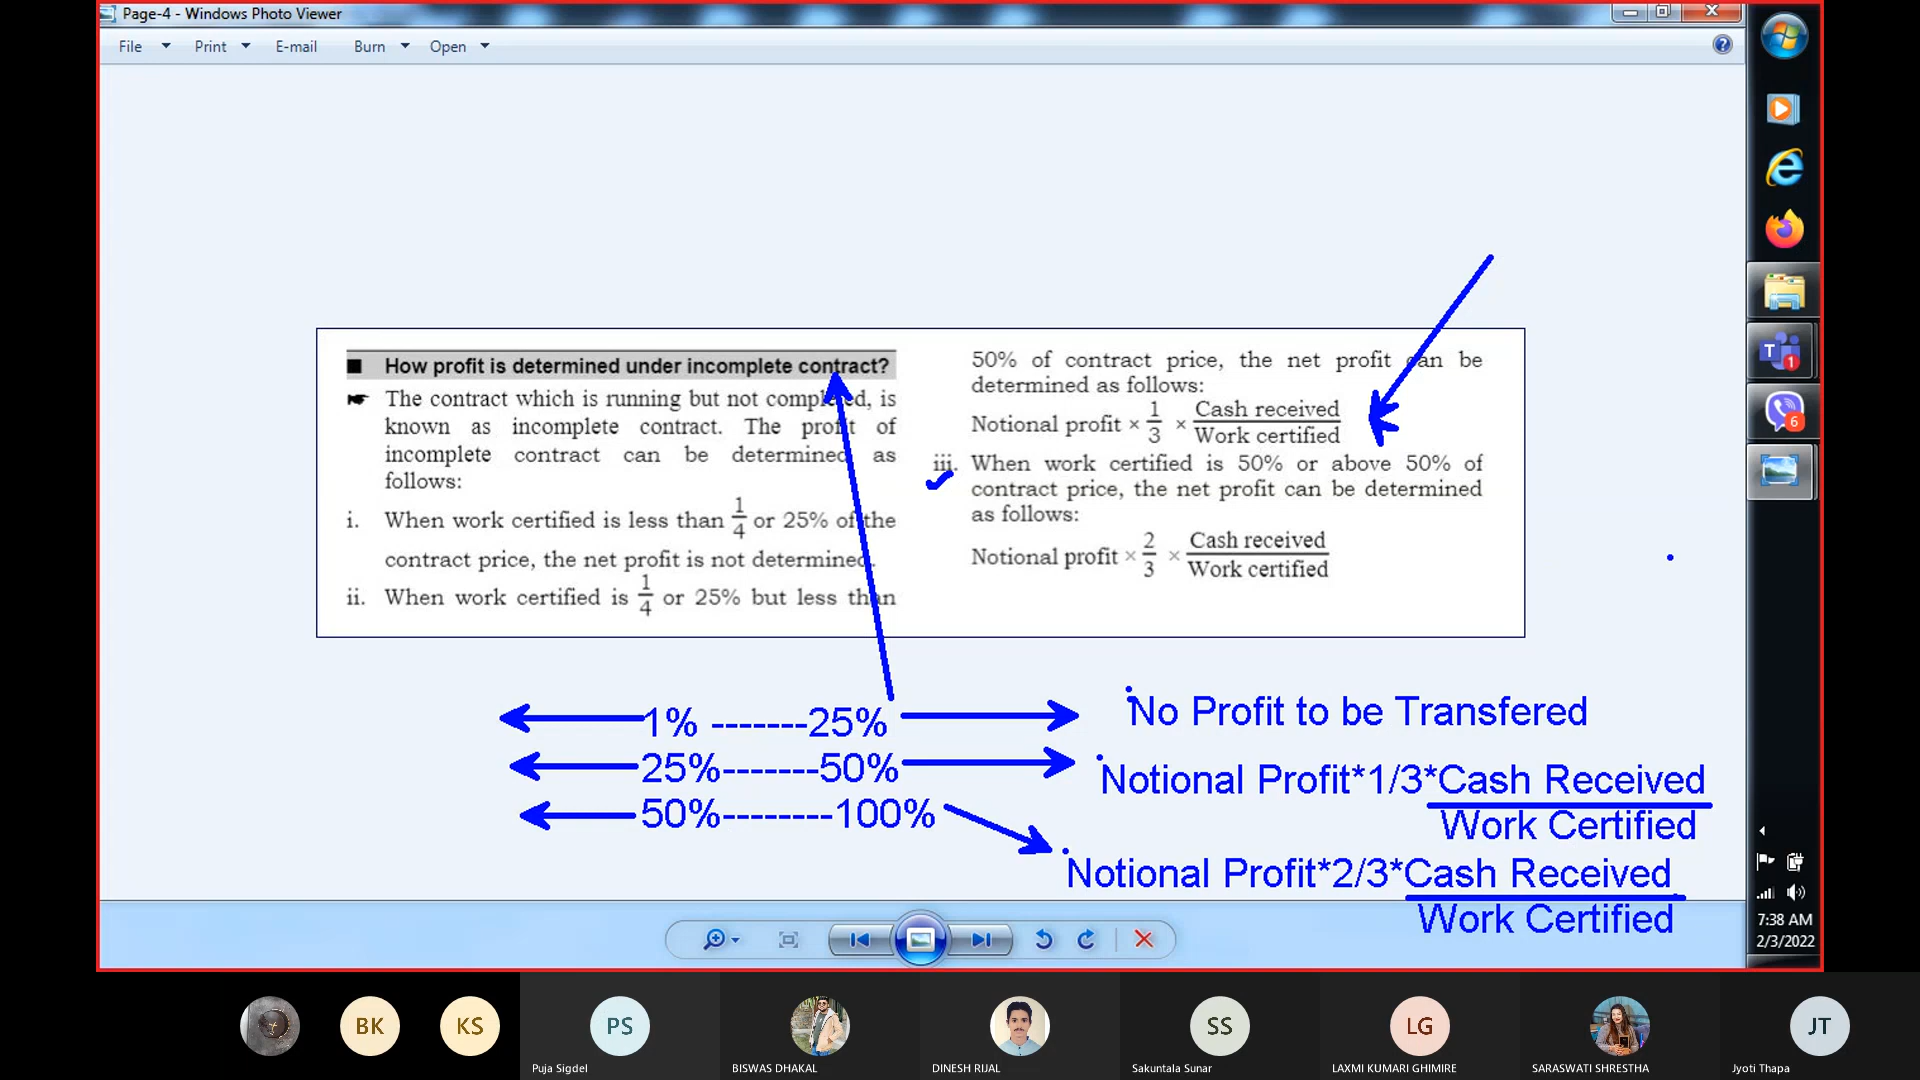 Page-4 - Windows Photo Viewer
File Print E-mail Burn Open
■ How profit is determined under incomplete contract?
The contract which is running but not completed, is
known as incomplete contract. The profit of
incomplete contract can be determined as
follows:
i. When work certified is less than 1/4 or 25% of the
contract price, the net profit is not determined.
ii. When work certified is 1/4 or 25% but less than
50% of contract price, the net profit can be
determined as follows:
Notional profit × 1/3 × Cash received / Work certified
iii. When work certified is 50% or above 50% of
contract price, the net profit can be determined
as follows:
Notional profit × 2/3 × Cash received / Work certified
1% -------25% No Profit to be Transfered
25%-------50% Notional Profit*1/3*Cash Received
Work Certified
50%--------100% Notional Profit*2/3*Cash Received
Work Certified
1
6
7:38 AM
2/3/2022
BK
KS
PS
SS
LG
JT
Puja Sigdel
BISWAS DHAKAL
DINESH RIJAL
Sakuntala Sunar
LAXMI KUMARI GHIMIRE
SARASWATI SHRESTHA
Jyoti Thapa